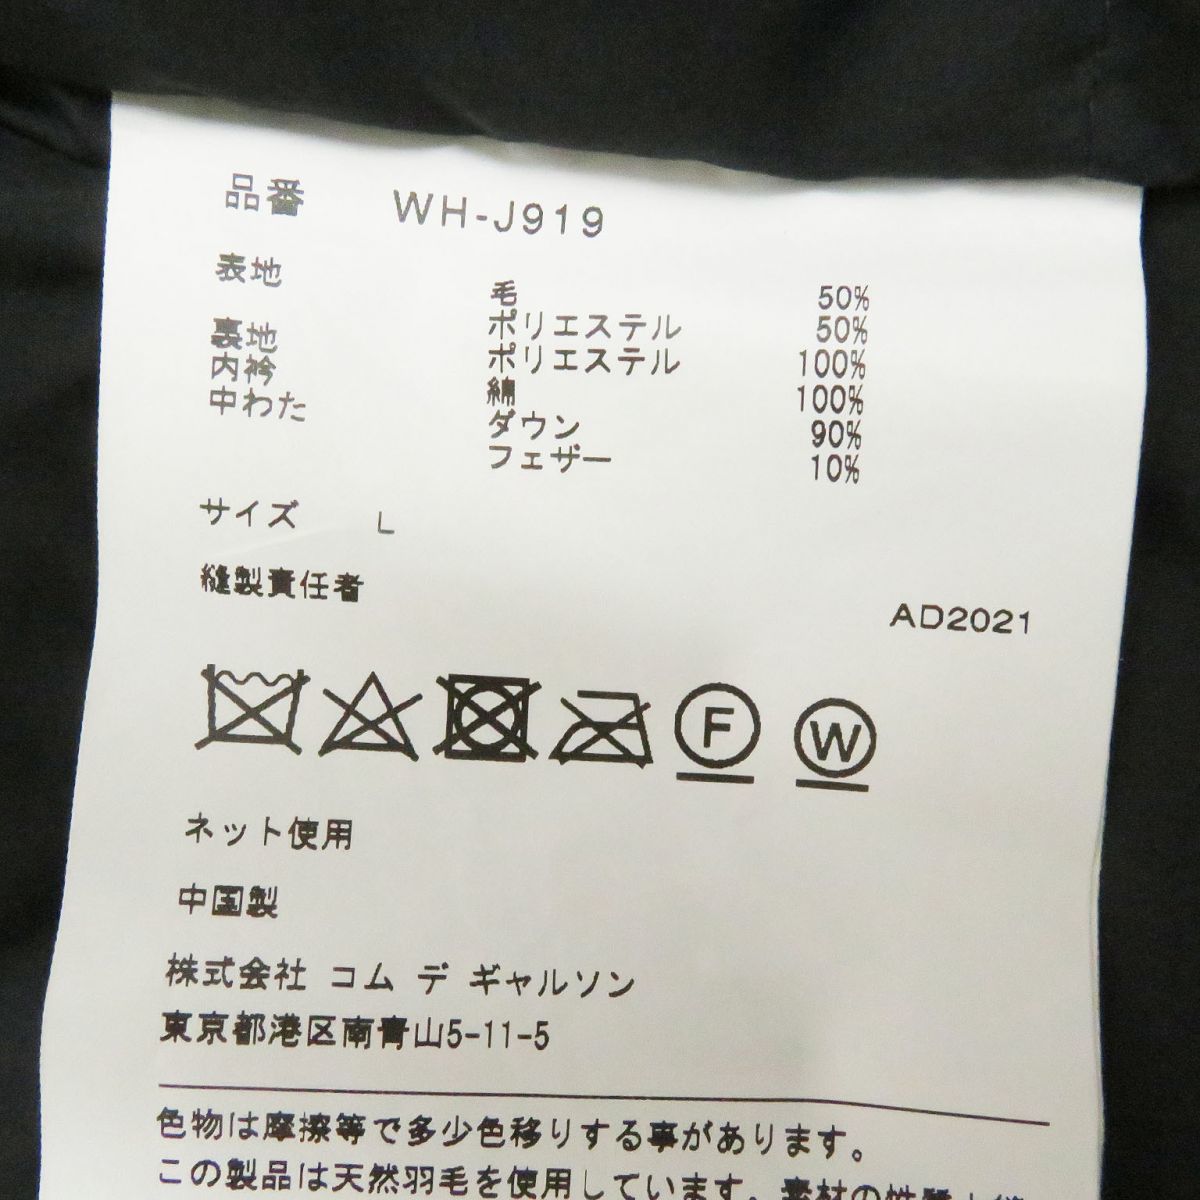 品番 WH-J919
表地 毛 50%
ポリエステル 50%
裏地 ポリエステル 100%
内衿 綿 100%
中わた ダウン 90%
フェザー 10%
サイズ L
縫製責任者
AD2021
F W
ネット使用
中国製
株式会社 コム デ ギャルソン
東京都港区南青山5-11-5
色物は摩擦等で多少色移りする事があります。
この製品は天然羽毛を使用しています。素材の性質上